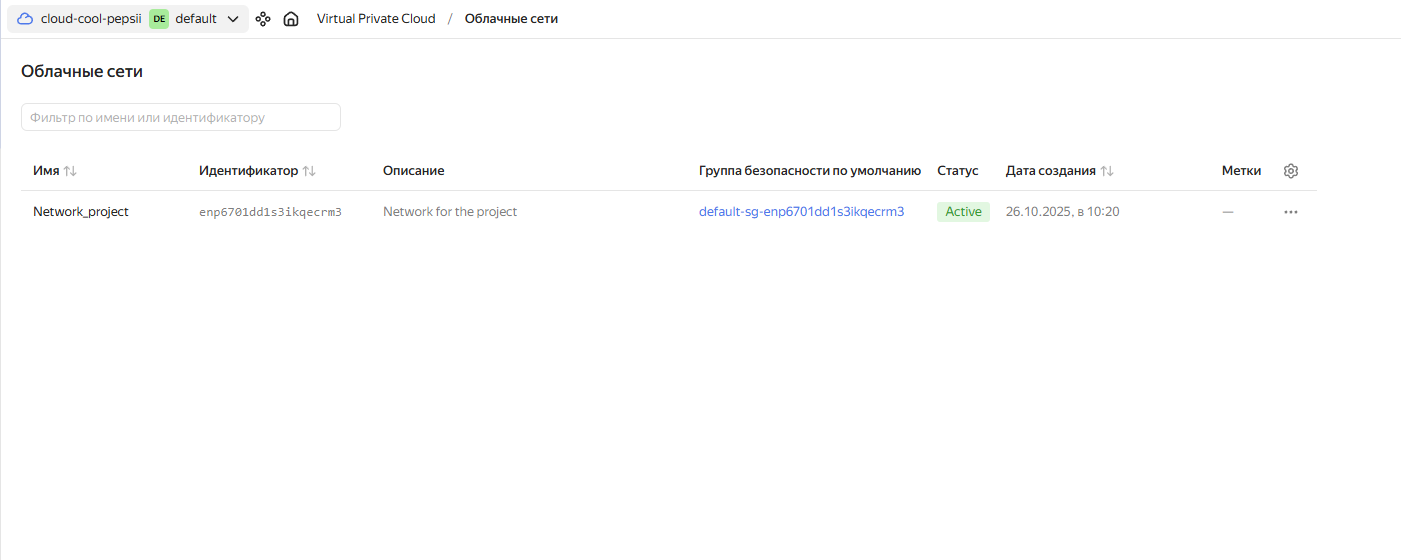 cloud-cool-pepsii DE default Virtual Private Cloud / Облачные сети
Облачные сети
Фильтр по имени или идентификатору
Имя Идентификатор Описание Группа безопасности по умолчанию Статус Дата создания Метки
Network_project enp6701dd1s3ikqecrm3 Network for the project default-sg-enp6701dd1s3ikqecrm3 Active 26.10.2025, в 10:20 —